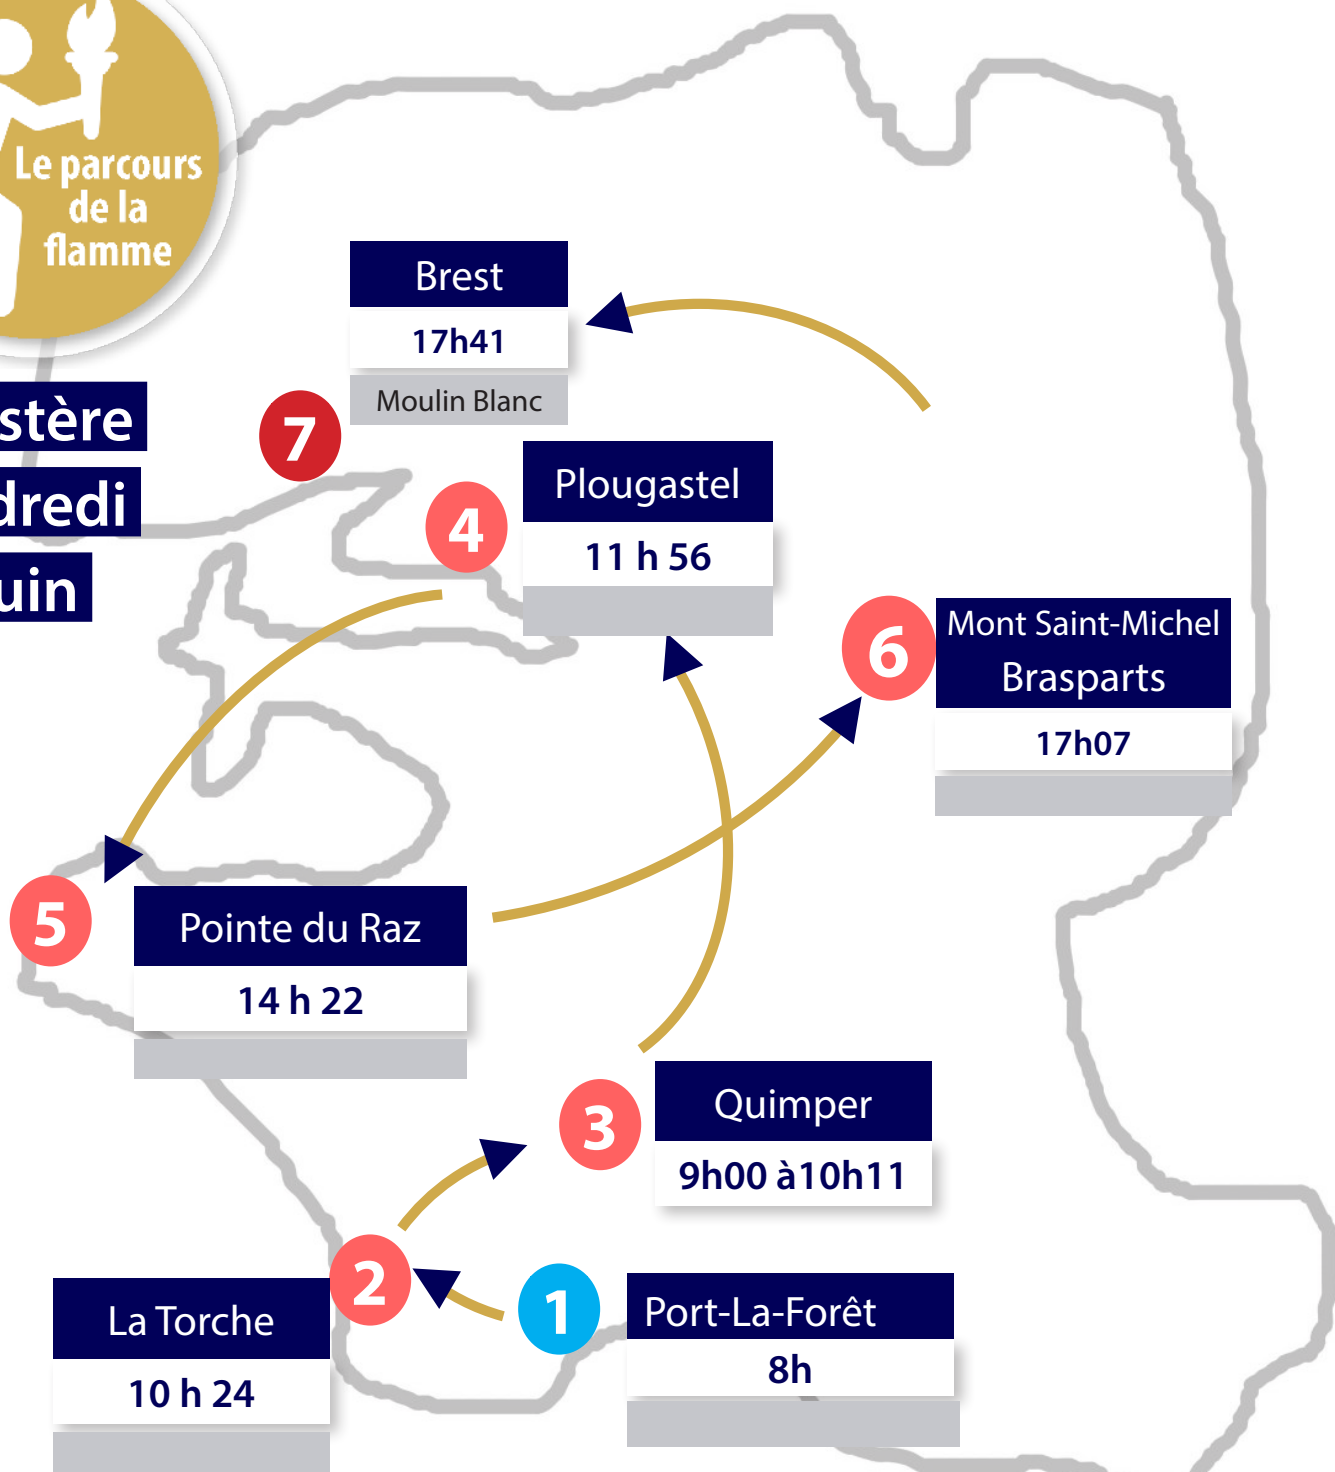 Le parcours
de la
flamme
stère
dredi
uin
Brest
17h41
Moulin Blanc
7
4
Plougastel
11 h 56
6
Mont Saint-Michel
Brasparts
17h07
5
Pointe du Raz
14 h 22
3
Quimper
9h00 à10h11
2
La Torche
10 h 24
1
Port-La-Forêt
8h